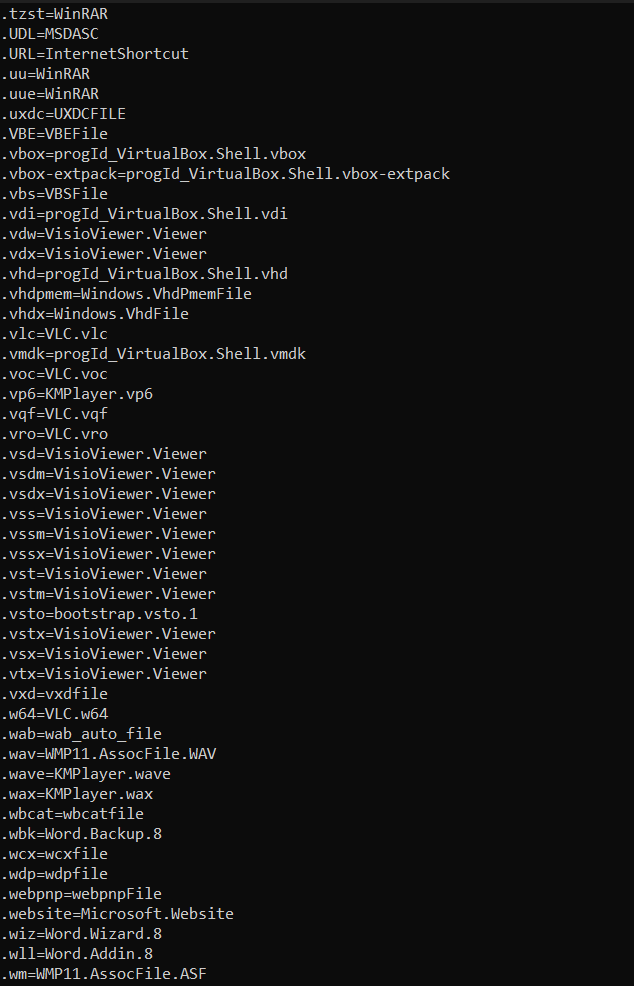 .tzst=WinRAR
.UDL=MSDASC
.URL=InternetShortcut
.uu=WinRAR
.uue=WinRAR
.uxdc=UXDCFILE
.VBE=VBEFile
.vbox=progId_VirtualBox.Shell.vbox
.vbox-extpack=progId_VirtualBox.Shell.vbox-extpack
.vbs=VBSFile
.vdi=progId_VirtualBox.Shell.vdi
.vdw=VisioViewer.Viewer
.vdx=VisioViewer.Viewer
.vhd=progId_VirtualBox.Shell.vhd
.vhdpmem=Windows.VhdPmemFile
.vhdx=Windows.VhdFile
.vlc=VLC.vlc
.vmdk=progId_VirtualBox.Shell.vmdk
.voc=VLC.voc
.vp6=KMPlayer.vp6
.vqf=VLC.vqf
.vro=VLC.vro
.vsd=VisioViewer.Viewer
.vsdm=VisioViewer.Viewer
.vsdx=VisioViewer.Viewer
.vss=VisioViewer.Viewer
.vssm=VisioViewer.Viewer
.vssx=VisioViewer.Viewer
.vst=VisioViewer.Viewer
.vstm=VisioViewer.Viewer
.vsto=bootstrap.vsto.1
.vstx=VisioViewer.Viewer
.vsx=VisioViewer.Viewer
.vtx=VisioViewer.Viewer
.vxd=vxdfile
.w64=VLC.w64
.wab=wab_auto_file
.wav=WMP11.AssocFile.WAV
.wave=KMPlayer.wave
.wax=KMPlayer.wax
.wbcat=wbcatfile
.wbk=Word.Backup.8
.wcx=wcxfile
.wdp=wdpfile
.webpnp=webpnpFile
.website=Microsoft.Website
.wiz=Word.Wizard.8
.wll=Word.Addin.8
.wm=WMP11.AssocFile.ASF